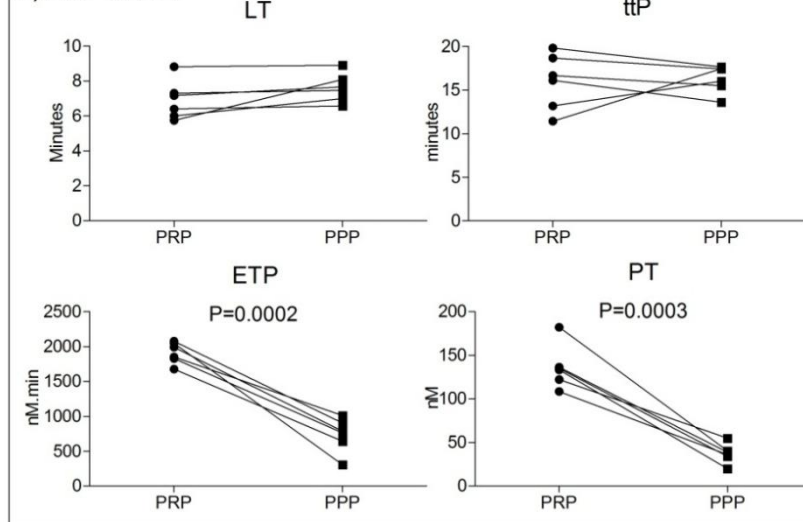 LT
10
8
6
4
2
0
Minutes
PRP
PPP
ttP
20
15
10
5
0
minutes
PRP
PPP
ETP
P=0.0002
2500
2000
1500
1000
500
0
nM.min
PRP
PPP
PT
P=0.0003
200
150
100
50
0
nM
PRP
PPP